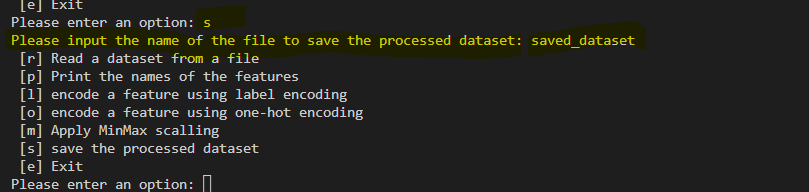 [e] Exit
Please enter an option: s
Please input the name of the file to save the processed dataset: saved_dataset
[r] Read a dataset from a file
[p] Print the names of the features
[l] encode a feature using label encoding
[o] encode a feature using one-hot encoding
[m] Apply MinMax scalling
[s] save the processed dataset
[e] Exit
Please enter an option: